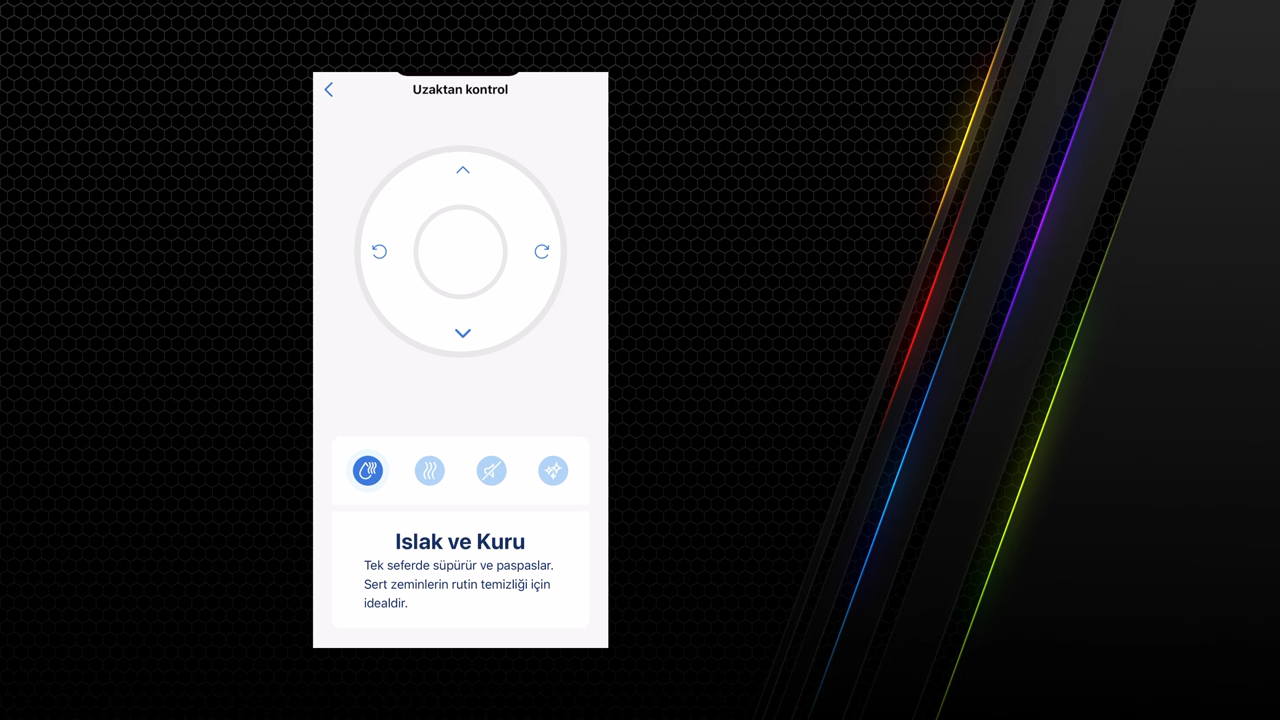 Uzaktan kontrol
Islak ve Kuru
Tek seferde süpürür ve paspaslar.
Sert zeminlerin rutin temizliği için
idealdir.